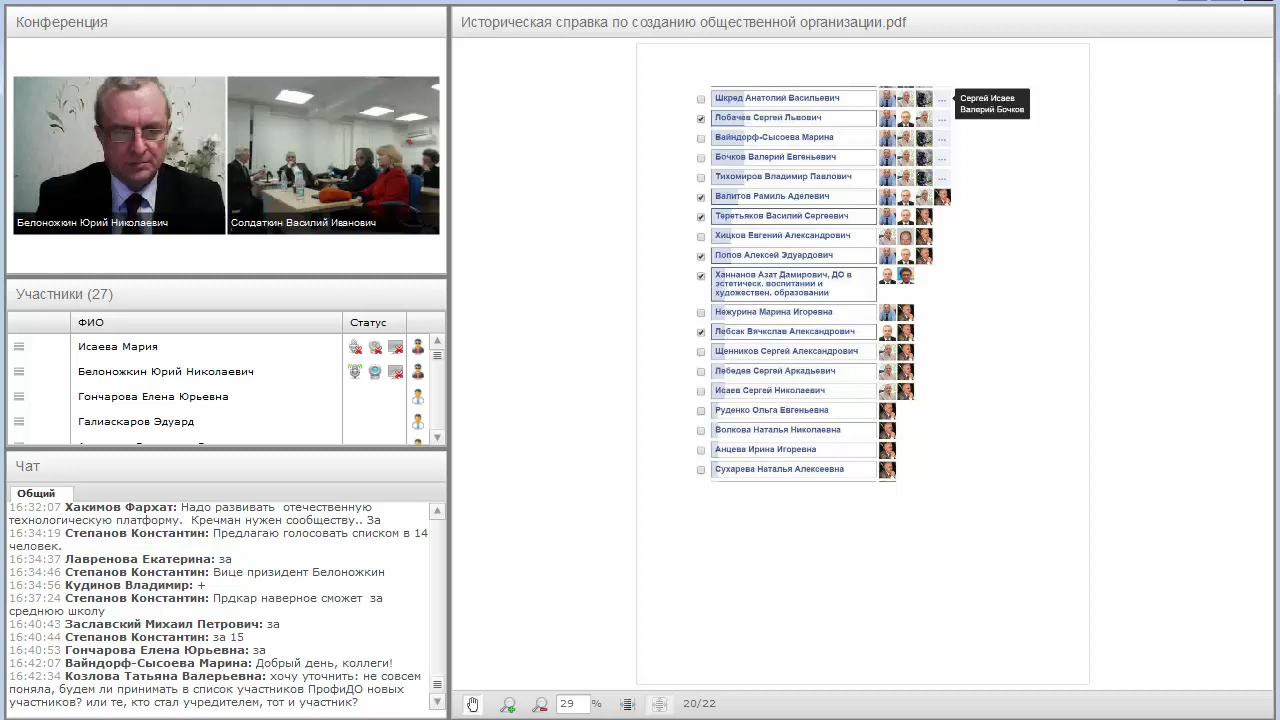 Конференция
Белоножкин Юрий Николаевич
Солдаткин Василий Иванович
Участники (37)
ФИО
Статус
Исаева Мария
Белоножкин Юрий Николаевич
Гончарова Елена Юрьевна
Галиаскаров Эдуард
Чат
Общий
16:32:07 Хакимов Фархат: Надо развивать отечественную
технологическую платформу. Кречман нужен сообществу.. За
16:34:19 Степанов Константин: Предлагаю голосовать списком в 14
человек.
16:34:37 Лавренова Екатерина: за
16:34:46 Степанов Константин: Вице призидент Белоножкин
16:34:56 Кудинов Владимир: +
16:37:24 Степанов Константин: Прдкар наверное сможет за
среднюю школу
16:40:43 Заславский Михаил Петрович: за
16:40:44 Степанов Константин: за 15
16:40:53 Гончарова Елена Юрьевна: за
16:42:07 Вайндорф-Сысоева Марина: Добрый день, коллеги!
16:42:34 Козлова Татьяна Валерьевна: хочу уточнить: не совсем
поняла, будем ли принимать в список участников ПрофиДО новых
участников? или те, кто стал учредителем, тот и участник?
Историческая справка по созданию общественной организации.pdf
Шкред Анатолий Васильевич
...
Сергей Исаев
Валерий Бочков
Лобачев Сергей Львович
...
Вайндорф-Сысоева Марина
...
Бочков Валерий Евгеньевич
...
Тихомиров Владимир Павлович
...
Валитов Рамиль Аделевич
Теретьяков Василий Сергеевич
Хицков Евгений Александрович
Попов Алексей Эдуардович
Ханнанов Азат Дамирович, ДО в
эстетическ. воспитании и
художествен. образовании
Нежурина Марина Игоревна
Лебсак Вячкслав Александрович
Щенников Сергей Александрович
Лебедев Сергей Аркадьевич
Исаев Сергей Николаевич
Руденко Ольга Евгеньевна
Волкова Наталья Николаевна
Анцева Ирина Игоревна
Сухарева Наталья Алексеевна
29 %
20/22